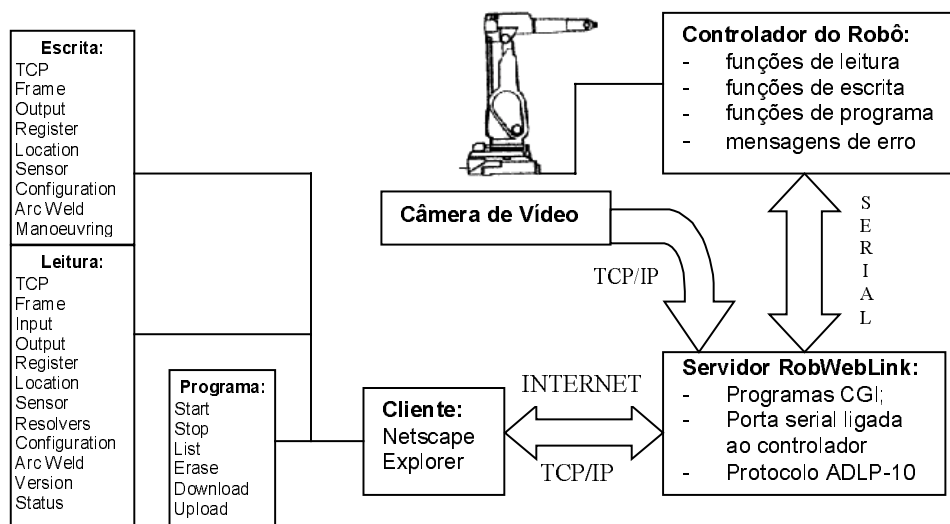 Escrita:
TCP
Frame
Output
Register
Location
Sensor
Configuration
Arc Weld
Manoeuvring
Leitura:
TCP
Frame
Input
Output
Register
Location
Sensor
Resolvers
Configuration
Arc Weld
Version
Status
Programa:
Start
Stop
List
Erase
Download
Upload
Cliente:
Netscape
Explorer
INTERNET
TCP/IP
Câmera de Vídeo
TCP/IP
Controlador do Robô:
- funções de leitura
- funções de escrita
- funções de programa
- mensagens de erro
SERIAL
Servidor RobWebLink:
- Programas CGI;
- Porta serial ligada
ao controlador
- Protocolo ADLP-10